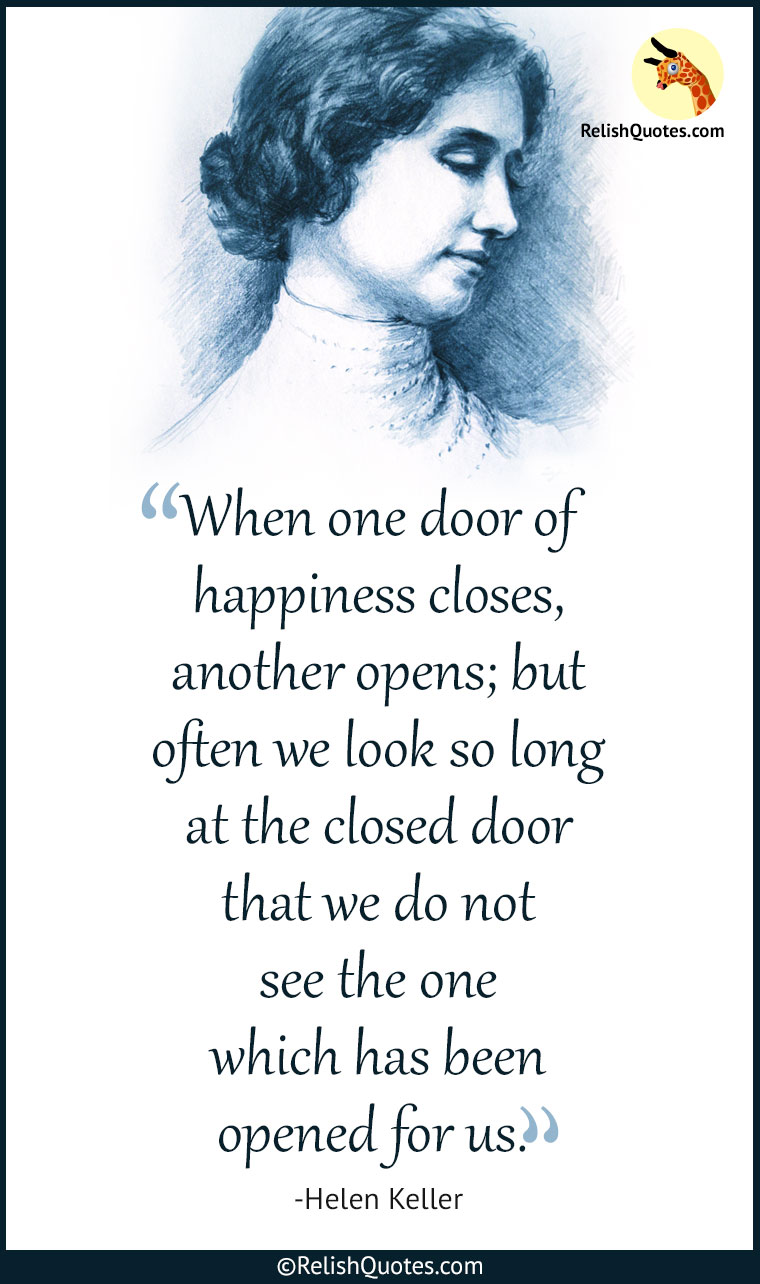 RelishQuotes.com
“When one door of
happiness closes,
another opens; but
often we look so long
at the closed door
that we do not
see the one
which has been
opened for us.”
-Helen Keller
©RelishQuotes.com